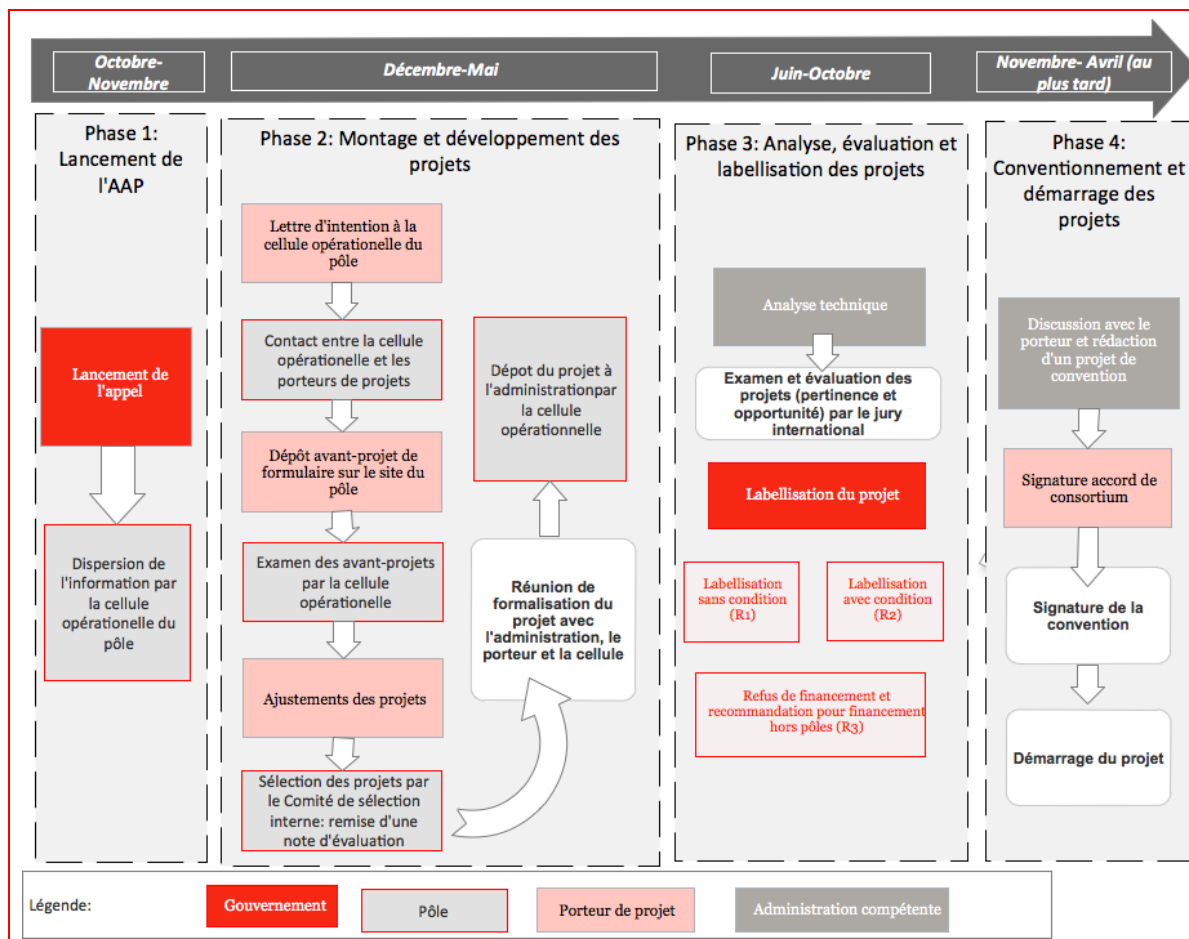 Octobre-
Novembre
Décembre-Mai
Juin-Octobre
Novembre- Avril (au
plus tard)
Phase 1:
Lancement de
l'AAP
Lancement de
l'appel
Dispersion de
l'information par
la cellule
opérationelle du
pôle
Phase 2: Montage et développement des
projets
Lettre d'intention à la
cellule opérationelle du
pôle
Contact entre la cellule
opérationelle et les
porteurs de projets
Dépôt avant-projet de
formulaire sur le site du
pôle
Examen des avant-projets
par la cellule
opérationelle
Ajustements des projets
Sélection des projets par
le Comité de sélection
interne: remise d'une
note d'évaluation
Réunion de
formalisation du
projet avec
l'administration, le
porteur et la cellule
Dépot du projet à
l'administrationpar
la cellule
opérationnelle
Phase 3: Analyse, évaluation et
labellisation des projets
Analyse technique
Examen et évaluation des
projets (pertinence et
opportunité) par le jury
international
Labellisation du projet
Labellisation
sans condition
(R1)
Labellisation
avec condition
(R2)
Refus de financement et
recommandation pour financement
hors pôles (R3)
Phase 4:
Conventionnement et
démarrage des
projets
Discussion avec le
porteur et rédaction
d'un projet de
convention
Signature accord de
consortium
Signature de la
convention
Démarrage du projet
Légende:
Gouvernement
Pôle
Porteur de projet
Administration compétente